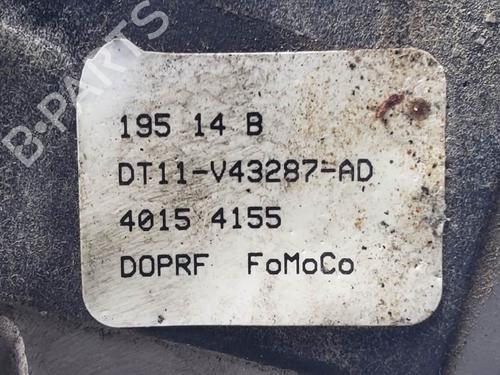 B-PARTS
195 14 B
DT11-V43287-AD
4015 4155
DOPRF FoMoCo